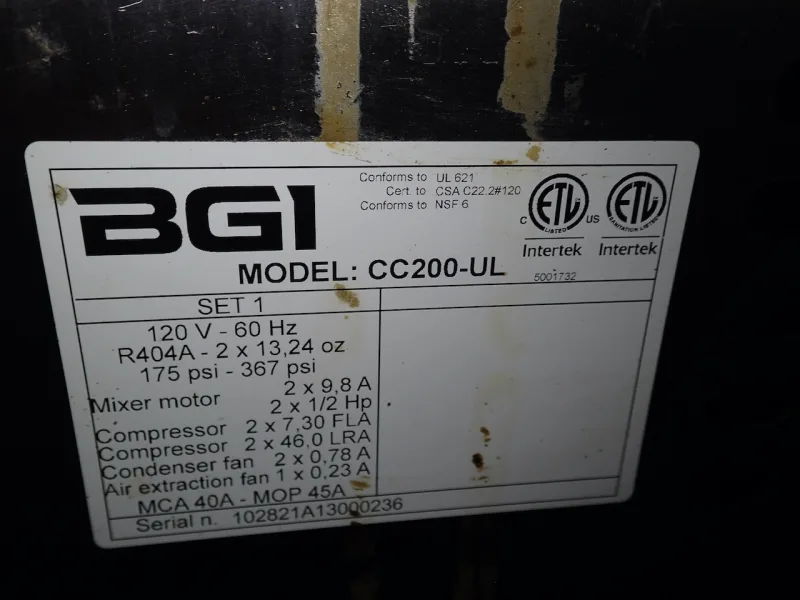 BGI
Conforms to UL 621
Cert. to CSA C22.2#120
Conforms to NSF 6
C ETL US
LISTED
Intertek
ETL
SANITATION LISTED
Intertek
5001732
MODEL: CC200-UL
SET 1
120 V - 60 Hz
R404A - 2 x 13,24 oz
175 psi - 367 psi
Mixer motor 2 x 9,8 A
2 x 1/2 Hp
Compressor 2 x 7,30 FLA
Compressor 2 x 46,0 LRA
Condenser fan 2 x 0,78 A
Air extraction fan 1 x 0,23 A
MCA 40A - MOP 45A
Serial n. 102821A13000236